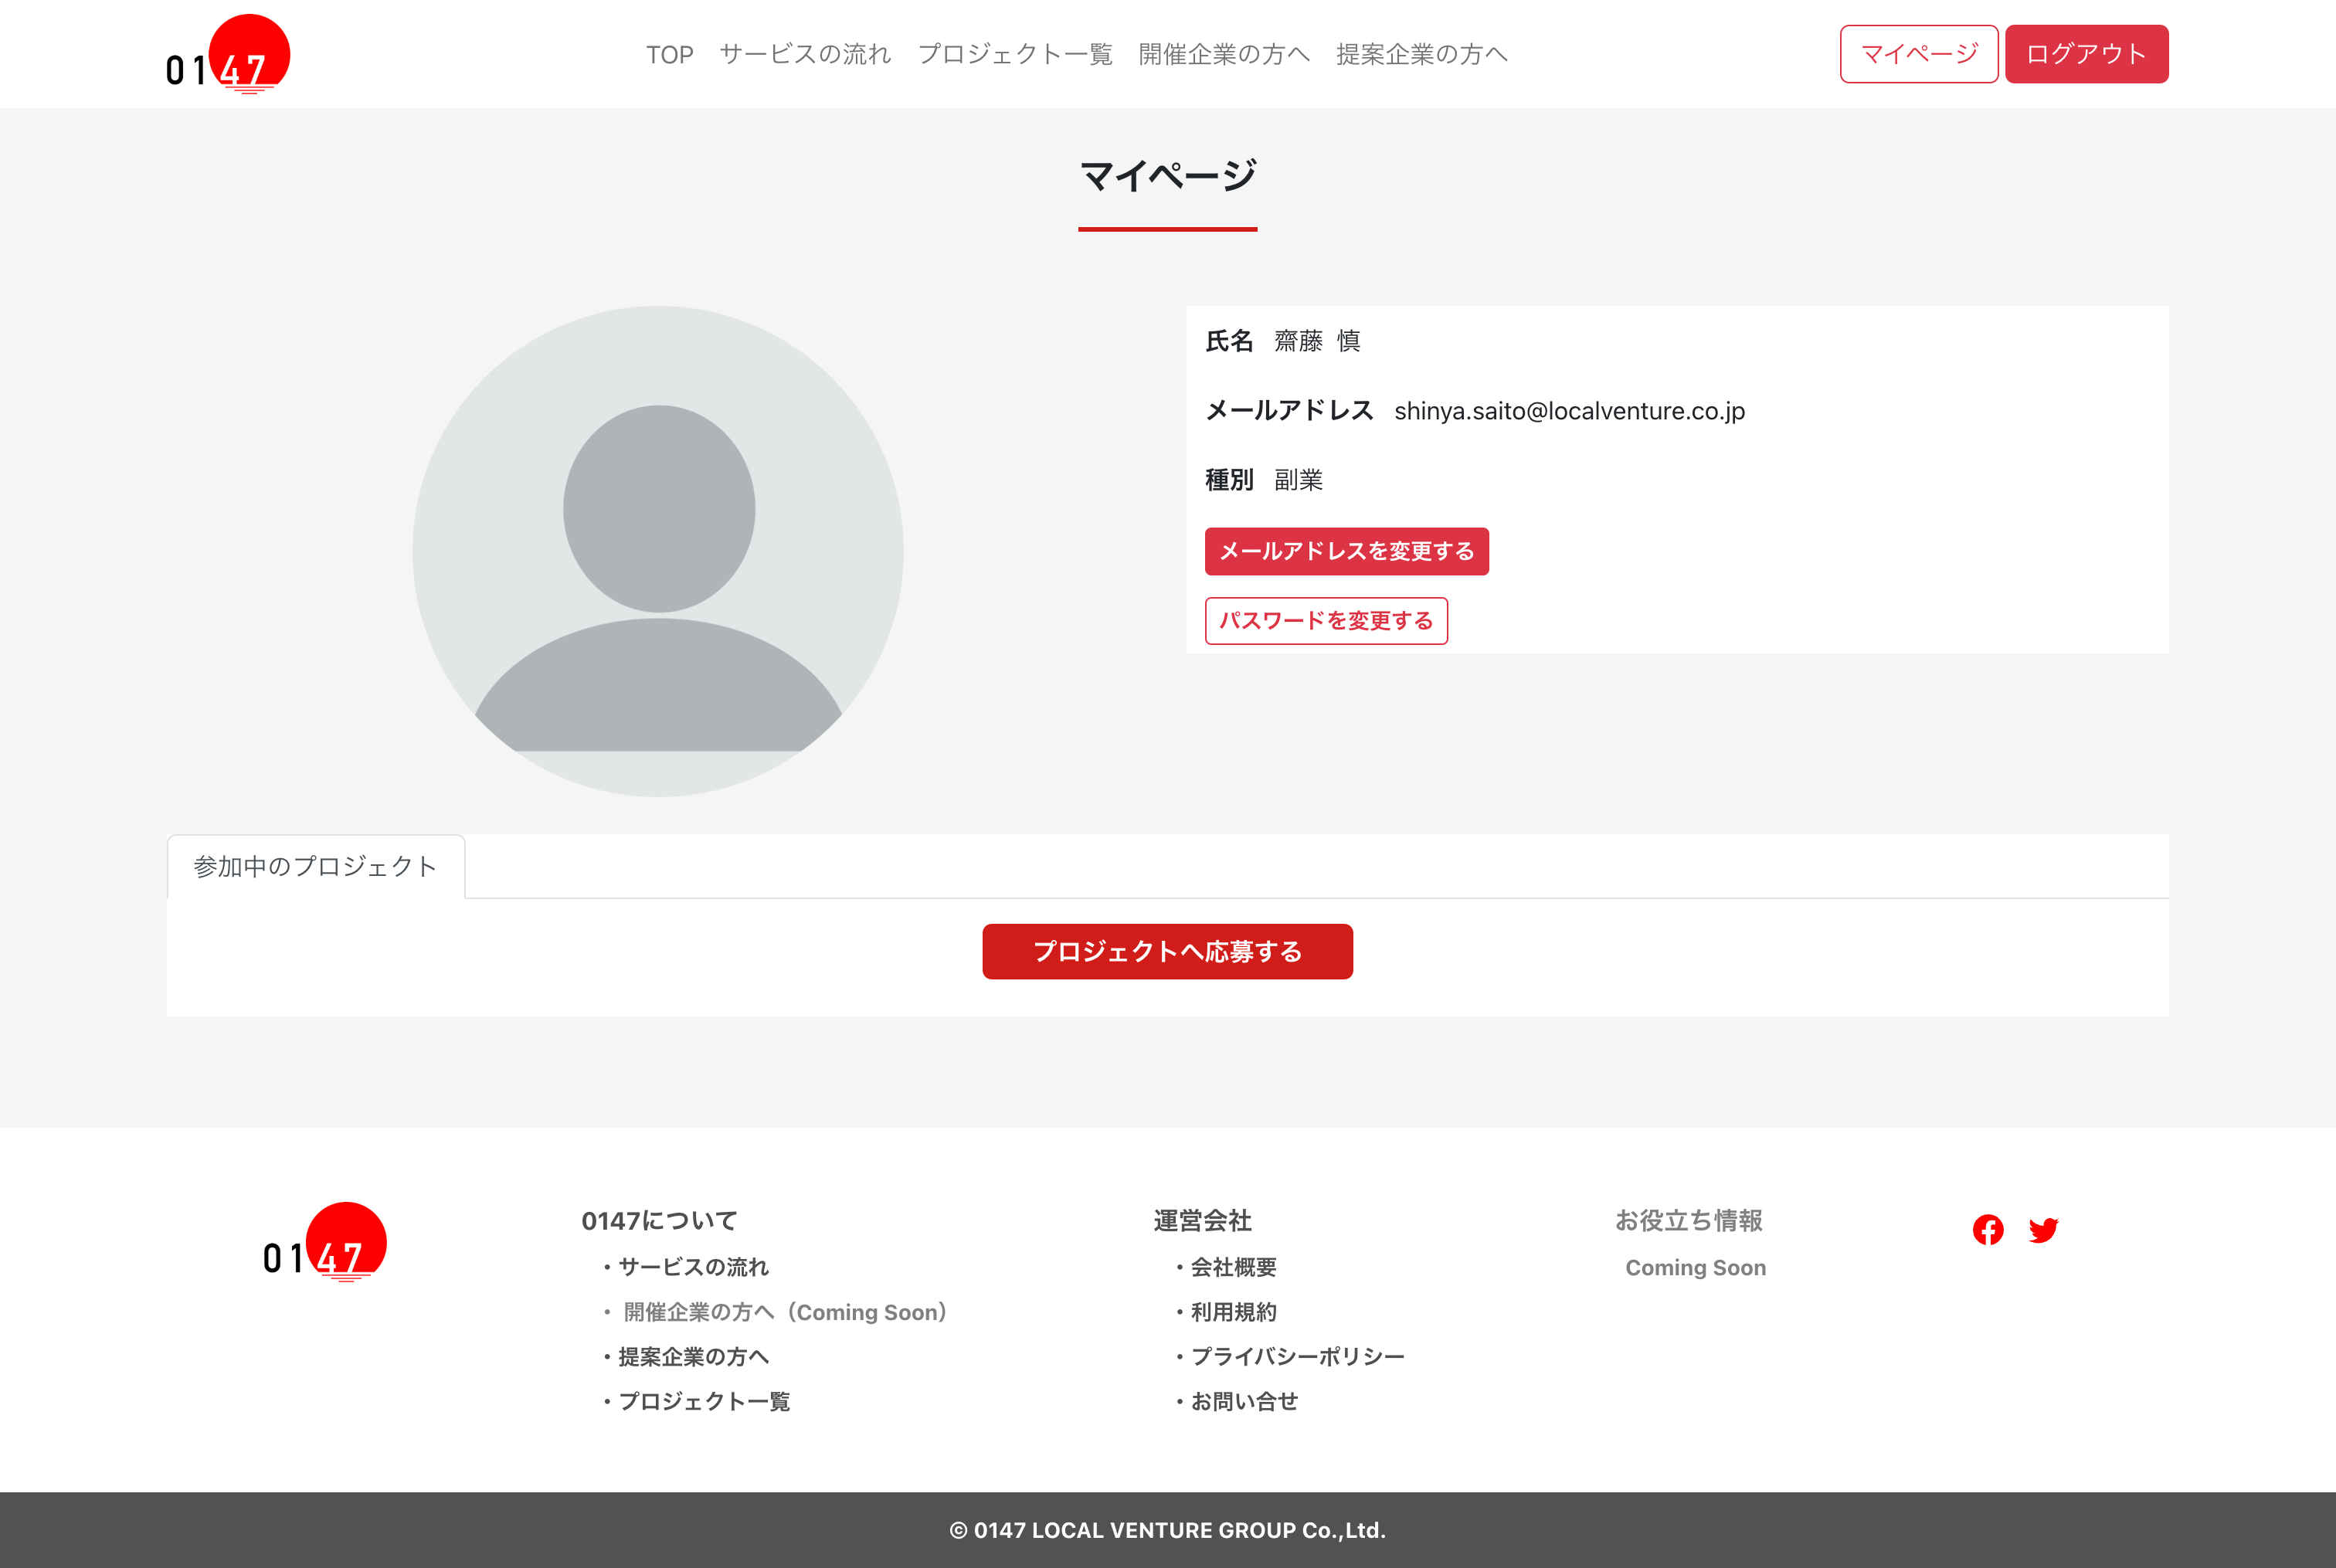 0147
TOP サービスの流れ プロジェクト一覧 開催企業の方へ 提案企業の方へ
マイページ ログアウト
マイページ
氏名 齋藤 慎
メールアドレス shinya.saito@localventure.co.jp
種別 副業
メールアドレスを変更する
パスワードを変更する
参加中のプロジェクト
プロジェクトへ応募する
0147
0147について
・サービスの流れ
・ 開催企業の方へ（Coming Soon）
・提案企業の方へ
・プロジェクト一覧
運営会社
・会社概要
・利用規約
・プライバシーポリシー
・お問い合せ
お役立ち情報
Coming Soon
© 0147 LOCAL VENTURE GROUP Co.,Ltd.